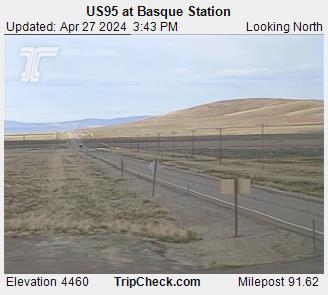 US95 at Basque Station
Updated: Apr 27 2024 3:43 PM Looking North
Elevation 4460 TripCheck.com Milepost 91.62